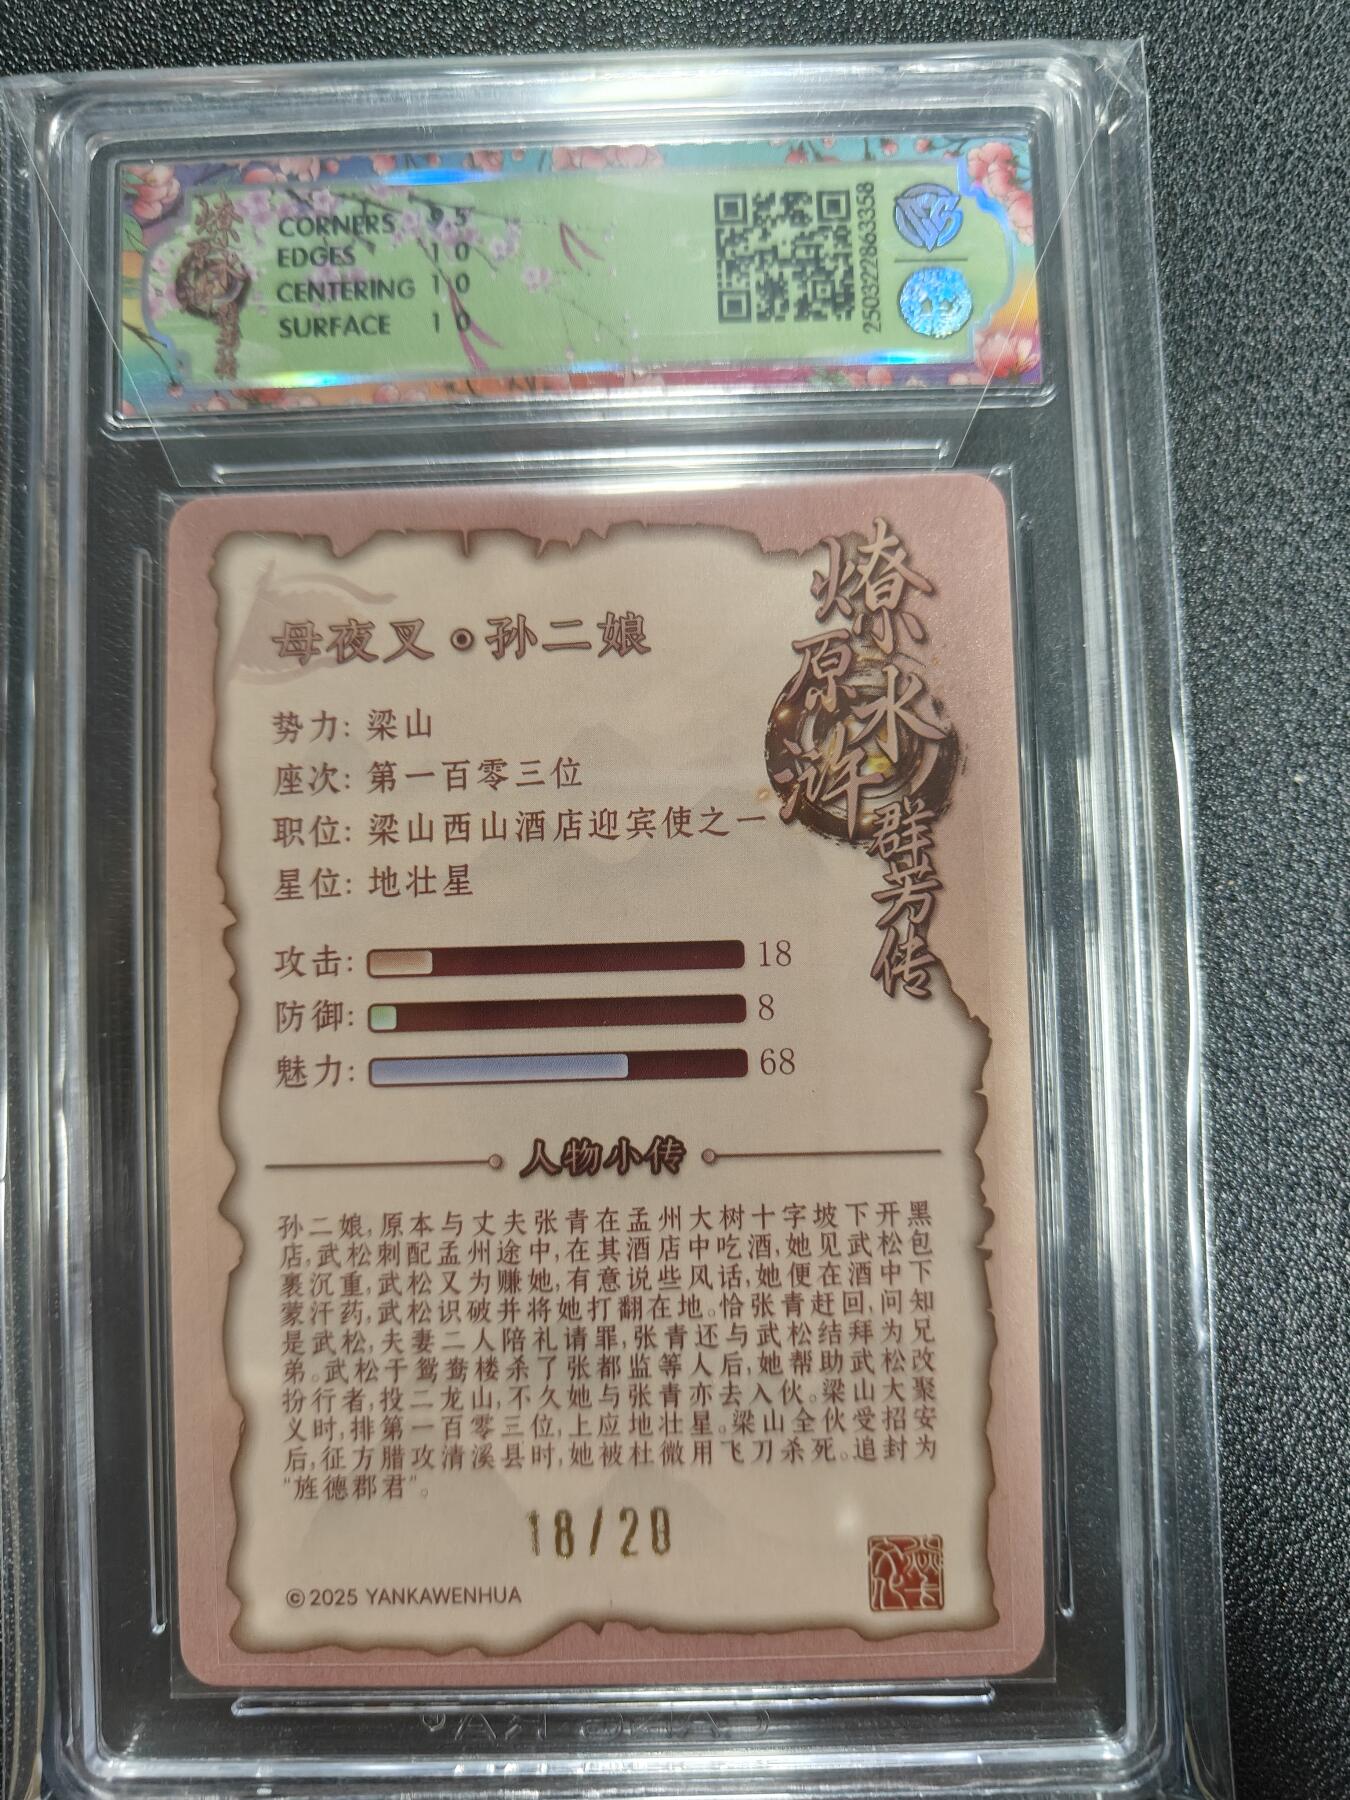 CORNERS 9.5
EDGES 10
CENTERING 10
SURFACE 10
2503222863358
燎原水浒群芳传
母夜叉·孙二娘
势力: 梁山
座次: 第一百零三位
职位: 梁山西山酒店迎宾使之一
星位: 地壮星
攻击: 18
防御: 8
魅力: 68
人物小传
孙二娘,原本与丈夫张青在孟州大树十字坡下开黑
店,武松刺配孟州途中,在其酒店中吃酒,她见武松包
裹沉重,武松又为赚她,有意说些风话,她便在酒中下
蒙汗药,武松识破并将她打翻在地。恰张青赶回,问知
是武松,夫妻二人陪礼请罪,张青还与武松结拜为兄
弟。武松于鸳鸯楼杀了张都监等人后,她帮助武松改
扮行者,投二龙山,不久她与张青亦去入伙。梁山大聚
义时,排第一百零三位,上应地壮星。梁山全伙受招安
后,征方腊攻清溪县时,她被杜微用飞刀杀死。追封为
“旌德郡君”。
18/20
©2025 YANKAWENHUA